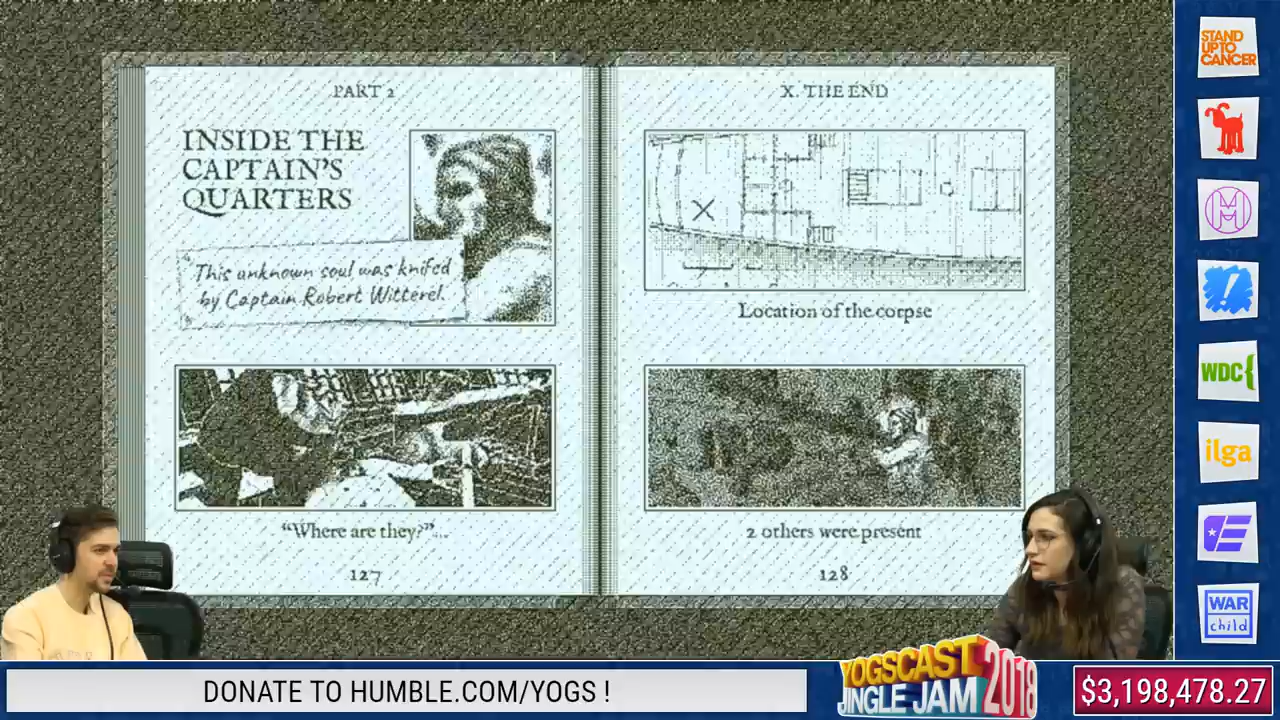 PART 2
INSIDE THE
CAPTAIN'S
QUARTERS
This unknown soul was knifed
by Captain Robert Witterel.
"Where are they?"...
127
X. THE END
Location of the corpse
2 others were present
128
STAND
UP TO
CANCER
WDC
ilga
WAR
child
DONATE TO HUMBLE.COM/YOGS !
YOGSCAST
JINGLE JAM 2018
$3,198,478.27